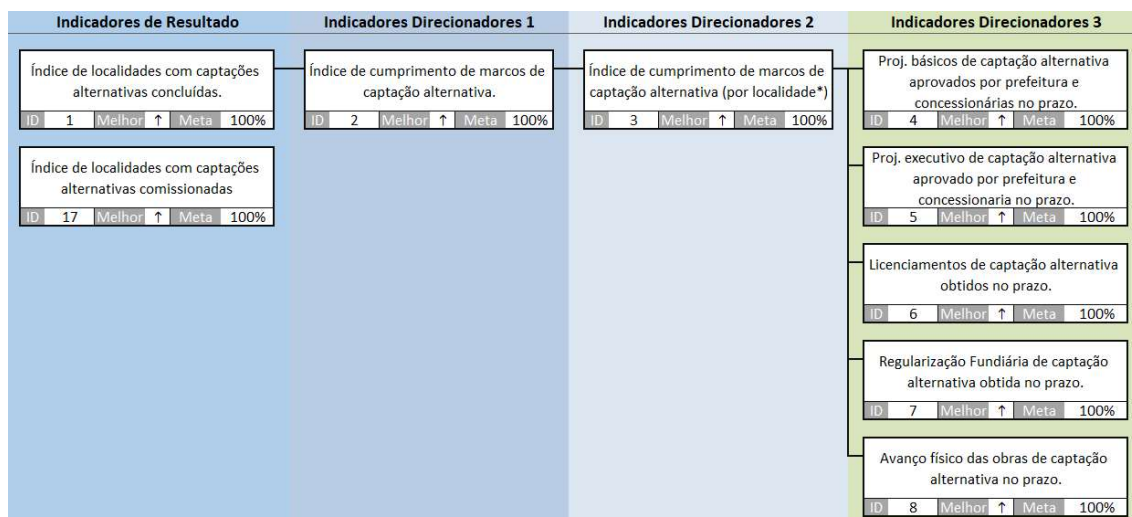 Indicadores de Resultado
Índice de localidades com captações
alternativas concluídas.
ID 1 Melhor ↑ Meta 100%
Índice de localidades com captações
alternativas comissionadas
ID 17 Melhor ↑ Meta 100%
Indicadores Direcionadores 1
Índice de cumprimento de marcos de
captação alternativa.
ID 2 Melhor ↑ Meta 100%
Indicadores Direcionadores 2
Índice de cumprimento de marcos de
captação alternativa (por localidade*)
ID 3 Melhor ↑ Meta 100%
Indicadores Direcionadores 3
Proj. básicos de captação alternativa
aprovados por prefeitura e
concessionárias no prazo.
ID 4 Melhor ↑ Meta 100%
Proj. executivo de captação alternativa
aprovado por prefeitura e
concessionaria no prazo.
ID 5 Melhor ↑ Meta 100%
Licenciamentos de captação alternativa
obtidos no prazo.
ID 6 Melhor ↑ Meta 100%
Regularização Fundiária de captação
alternativa obtida no prazo.
ID 7 Melhor ↑ Meta 100%
Avanço físico das obras de captação
alternativa no prazo.
ID 8 Melhor ↑ Meta 100%